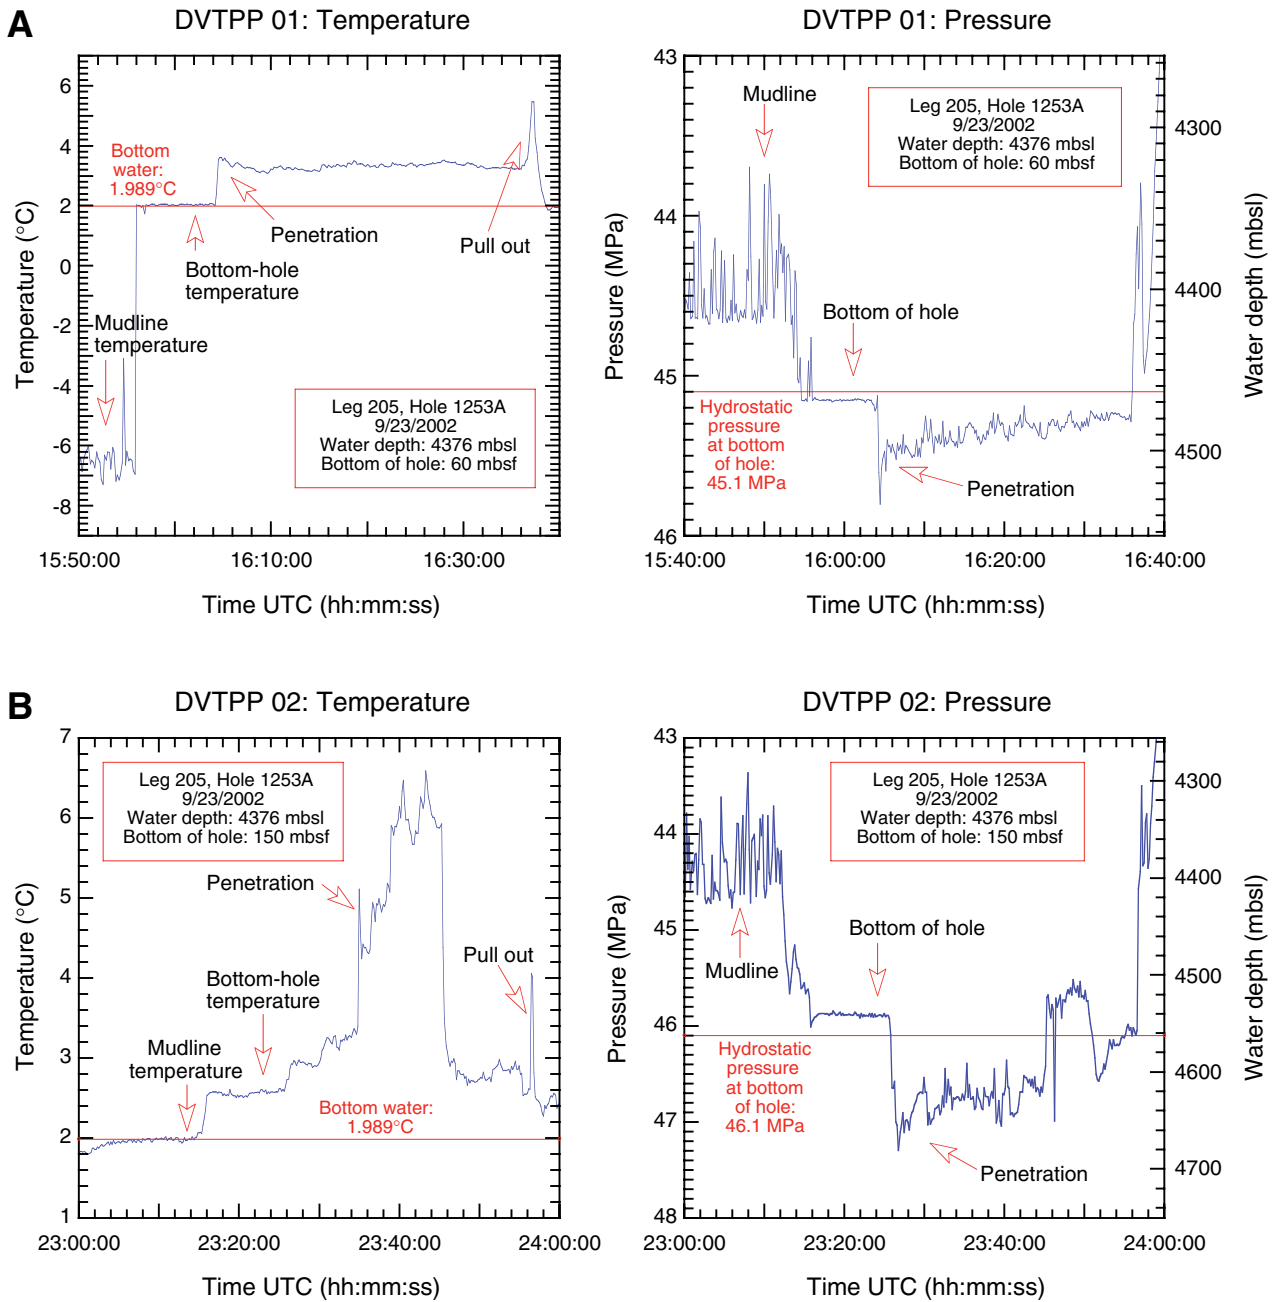 A
DVTPP 01: Temperature
6
4
2
0
-2
-4
-6
-8
Temperature (°C)
Bottom
water:
1.989°C
Penetration
Pull out
Bottom-hole
temperature
Mudline
temperature
Leg 205, Hole 1253A
9/23/2002
Water depth: 4376 mbsl
Bottom of hole: 60 mbsf
15:50:00 16:10:00 16:30:00
Time UTC (hh:mm:ss)
DVTPP 01: Pressure
43
44
45
46
Pressure (MPa)
Mudline
Leg 205, Hole 1253A
9/23/2002
Water depth: 4376 mbsl
Bottom of hole: 60 mbsf
Bottom of hole
Hydrostatic
pressure
at bottom
of hole:
45.1 MPa
Penetration
4300
4400
4500
Water depth (mbsl)
15:40:00 16:00:00 16:20:00 16:40:00
Time UTC (hh:mm:ss)
B
DVTPP 02: Temperature
7
6
5
4
3
2
1
Temperature (°C)
Leg 205, Hole 1253A
9/23/2002
Water depth: 4376 mbsl
Bottom of hole: 150 mbsf
Penetration
Pull out
Bottom-hole
temperature
Mudline
temperature
Bottom water:
1.989°C
23:00:00 23:20:00 23:40:00 24:00:00
Time UTC (hh:mm:ss)
DVTPP 02: Pressure
43
44
45
46
47
48
Pressure (MPa)
Leg 205, Hole 1253A
9/23/2002
Water depth: 4376 mbsl
Bottom of hole: 150 mbsf
Bottom of hole
Mudline
Hydrostatic
pressure
at bottom
of hole:
46.1 MPa
Penetration
4300
4400
4500
4600
4700
Water depth (mbsl)
23:00:00 23:20:00 23:40:00 24:00:00
Time UTC (hh:mm:ss)